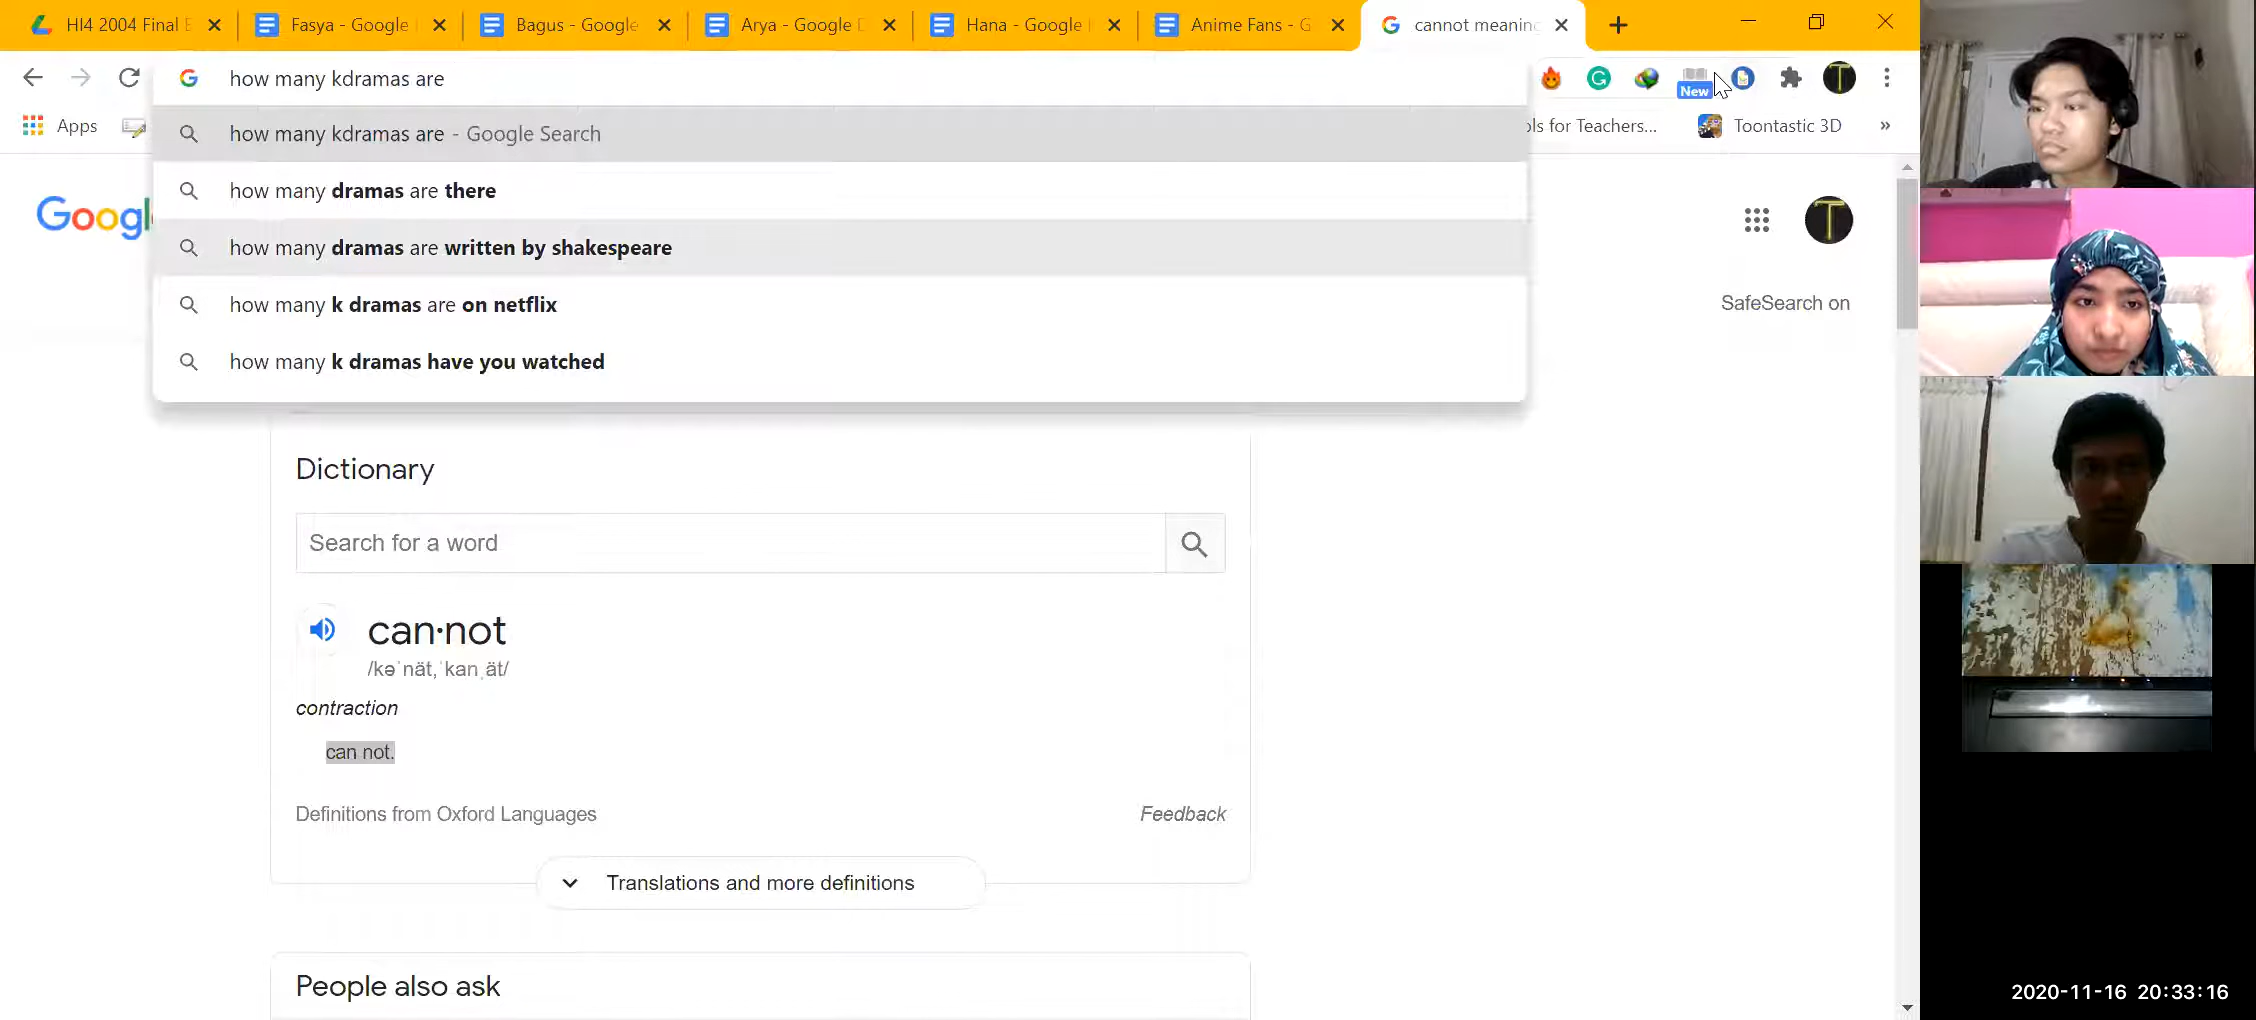 HI4 2004 Final E
Fasya - Google
Bagus - Google
Arya - Google D
Hana - Google
Anime Fans - G
cannot meaning
how many kdramas are
New
Apps
ols for Teachers...
Toontastic 3D
»
how many kdramas are - Google Search
how many dramas are there
how many dramas are written by shakespeare
how many k dramas are on netflix
how many k dramas have you watched
Googl
T
SafeSearch on
Dictionary
Search for a word
can·not
/kəˈnät,ˈkanˌät/
contraction
can not.
Definitions from Oxford Languages
Feedback
Translations and more definitions
People also ask
2020-11-16 20:33:16